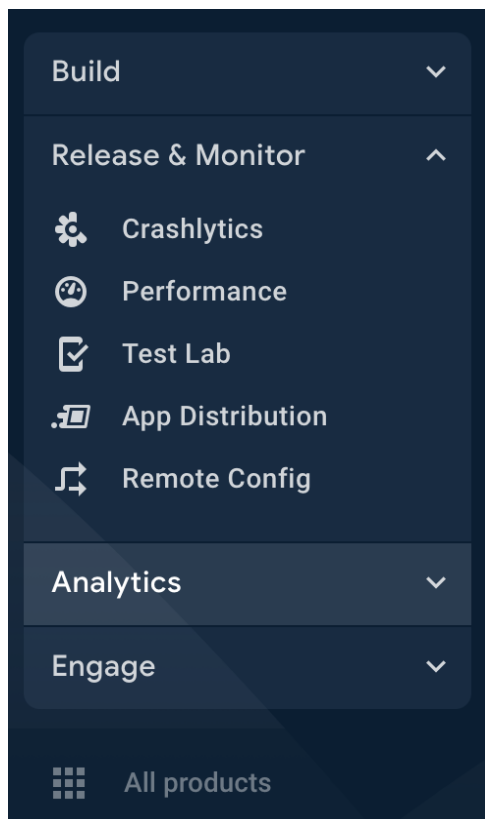 Build
Release & Monitor
Crashlytics
Performance
Test Lab
App Distribution
Remote Config
Analytics
Engage
All products